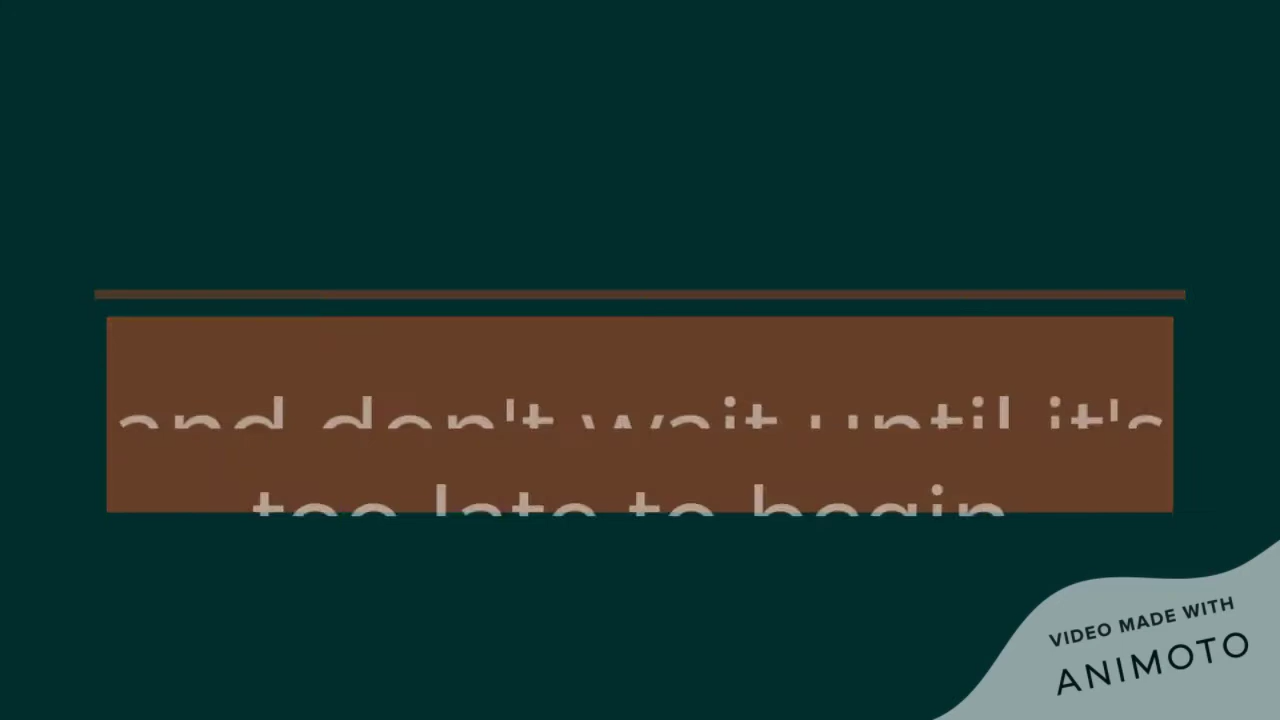 and don't wait until it's
too late to begin
VIDEO MADE WITH
ANIMOTO